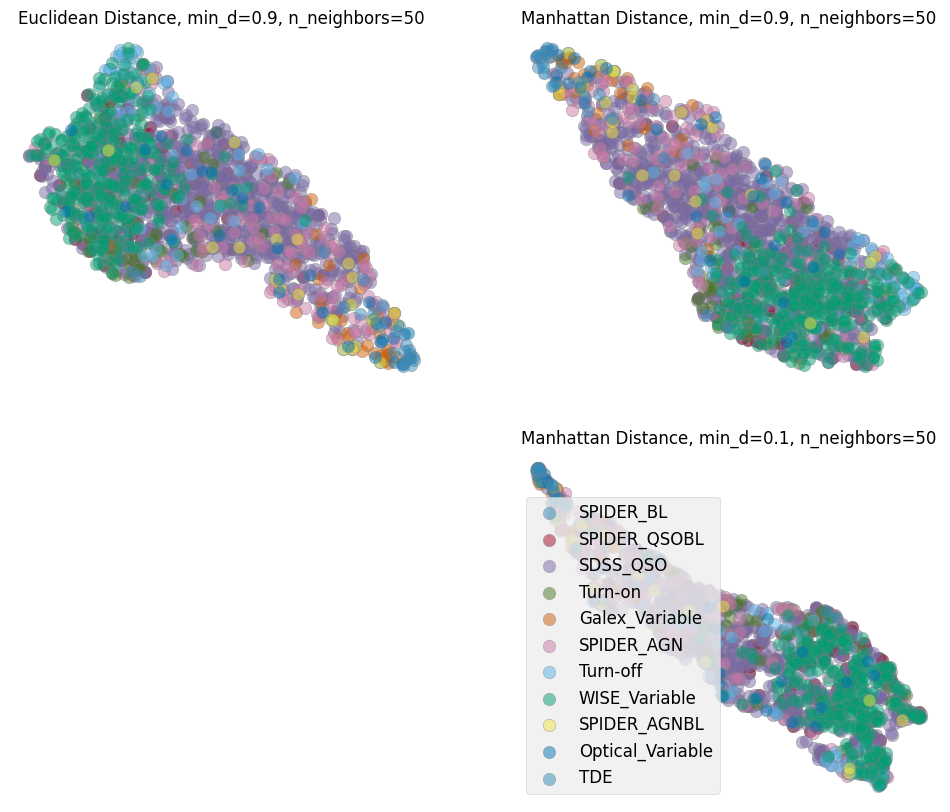 Euclidean Distance, min_d=0.9, n_neighbors=50
Manhattan Distance, min_d=0.9, n_neighbors=50
Manhattan Distance, min_d=0.1, n_neighbors=50
SPIDER_BL
SPIDER_QSOBL
SDSS_QSO
Turn-on
Galex_Variable
SPIDER_AGN
Turn-off
WISE_Variable
SPIDER_AGNBL
Optical_Variable
TDE